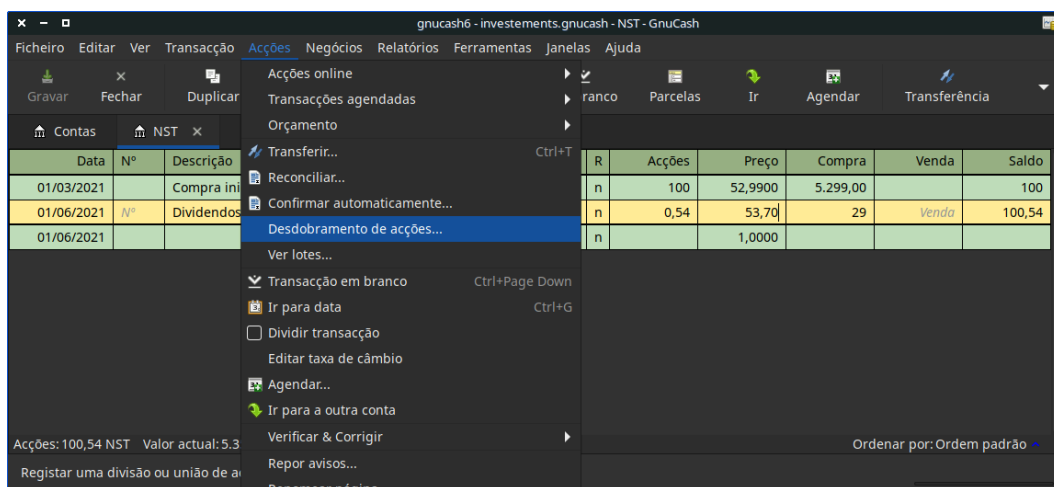 gnucash6 - investements.gnucash - NST - GnuCash
Ficheiro Editar Ver Transacção Acções Negócios Relatórios Ferramentas Janelas Ajuda
Gravar Fechar Duplicar ranco Parcelas Ir Agendar Transferência
Contas NST
Data Nº Descrição R Acções Preço Compra Venda Saldo
01/03/2021 Compra ini n 100 52,9900 5.299,00 100
01/06/2021 Nº Dividendos n 0,54 53,70 29 Venda 100,54
01/06/2021 n 1,0000
Acções online
Transacções agendadas
Orçamento
Transferir... Ctrl+T
Reconciliar...
Confirmar automaticamente...
Desdobramento de acções...
Ver lotes...
Transacção em branco Ctrl+Page Down
Ir para data Ctrl+G
Dividir transacção
Editar taxa de câmbio
Agendar...
Ir para a outra conta
Verificar & Corrigir
Repor avisos...
Acções: 100,54 NST Valor actual: 5.3 Ordenar por: Ordem padrão
Registar uma divisão ou união de a